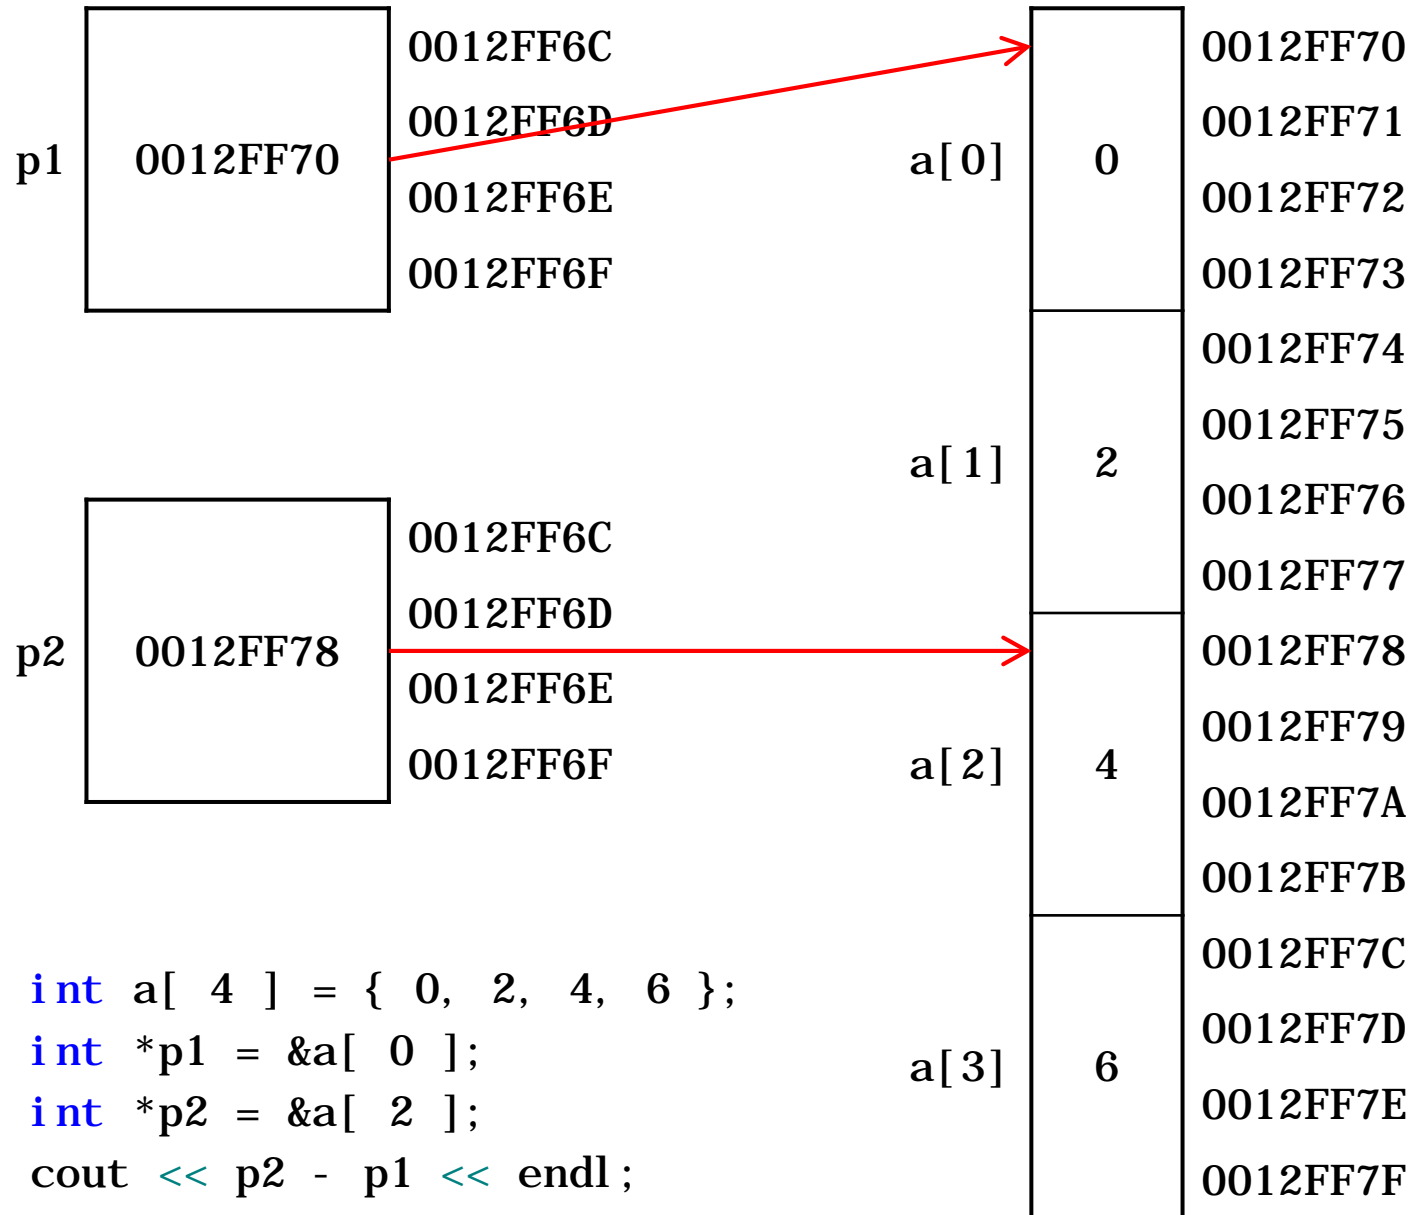 0012FF6C
0012FF6D
p1 0012FF70
0012FF6E
0012FF6F
0012FF6C
0012FF6D
p2 0012FF78
0012FF6E
0012FF6F
0012FF70
0012FF71
a[0] 0
0012FF72
0012FF73
0012FF74
0012FF75
a[1] 2
0012FF76
0012FF77
0012FF78
0012FF79
a[2] 4
0012FF7A
0012FF7B
0012FF7C
0012FF7D
a[3] 6
0012FF7E
0012FF7F
int a[ 4 ] = { 0, 2, 4, 6 };
int *p1 = &a[ 0 ];
int *p2 = &a[ 2 ];
cout << p2 - p1 << endl;